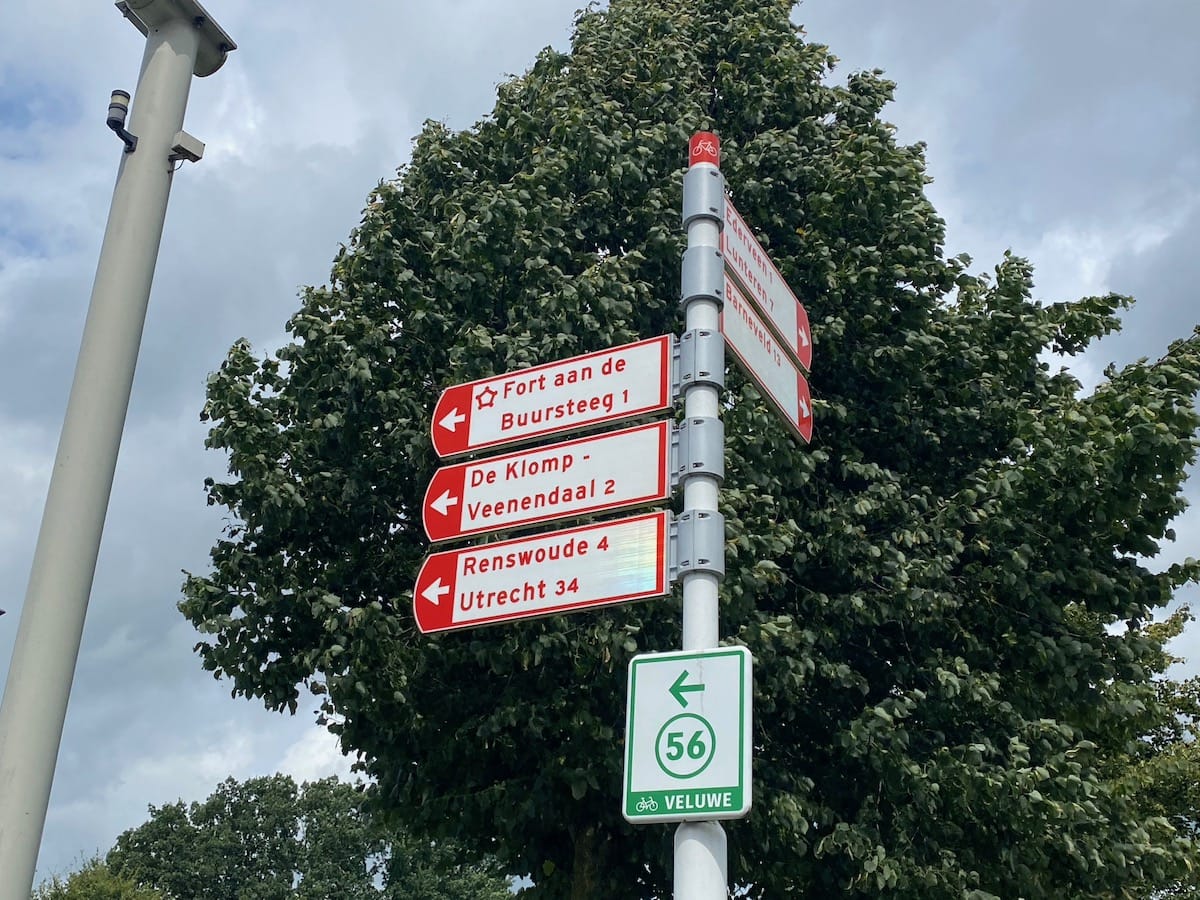 Ederveen 1
Lunteren 7
Barneveld 13
Fort aan de
Buursteeg 1
De Klomp -
Veenendaal 2
Renswoude 4
Utrecht 34
56
VELUWE